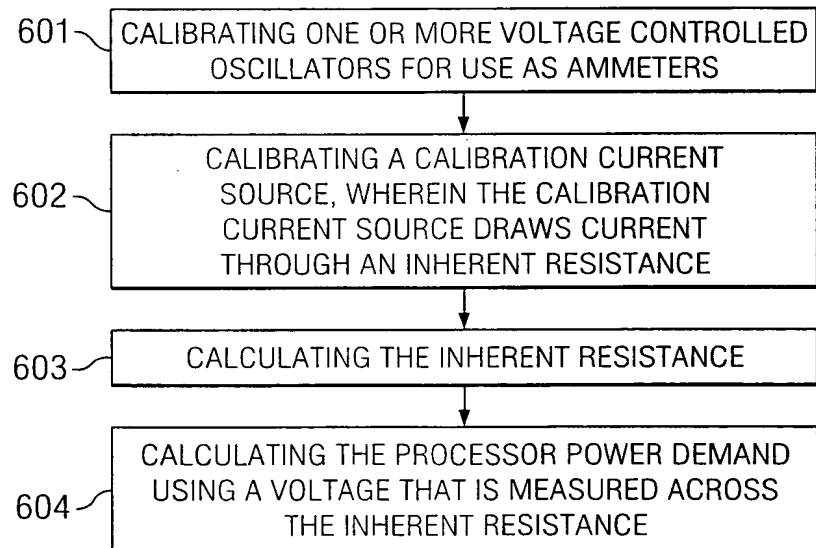 601
CALIBRATING ONE OR MORE VOLTAGE CONTROLLED
OSCILLATORS FOR USE AS AMMETERS
602
CALIBRATING A CALIBRATION CURRENT
SOURCE, WHEREIN THE CALIBRATION
CURRENT SOURCE DRAWS CURRENT
THROUGH AN INHERENT RESISTANCE
603
CALCULATING THE INHERENT RESISTANCE
604
CALCULATING THE PROCESSOR POWER DEMAND
USING A VOLTAGE THAT IS MEASURED ACROSS
THE INHERENT RESISTANCE